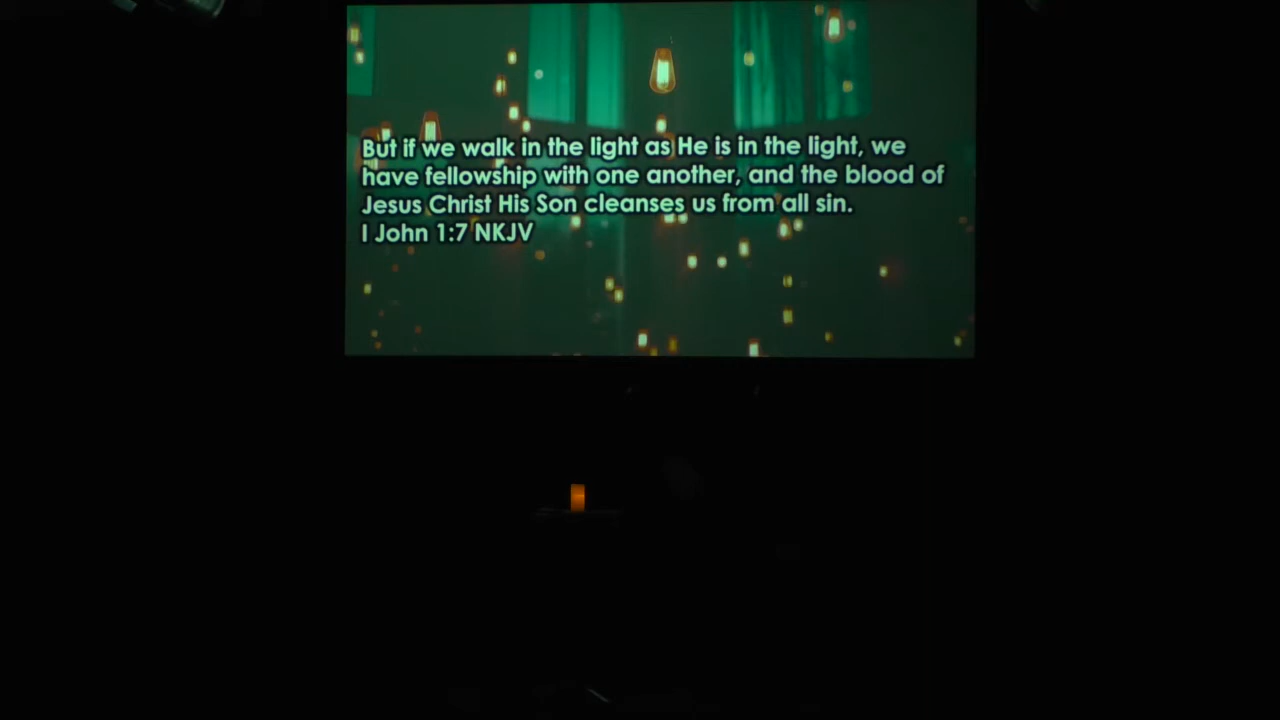 But if we walk in the light as He is in the light, we
have fellowship with one another, and the blood of
Jesus Christ His Son cleanses us from all sin.
I John 1:7 NKJV